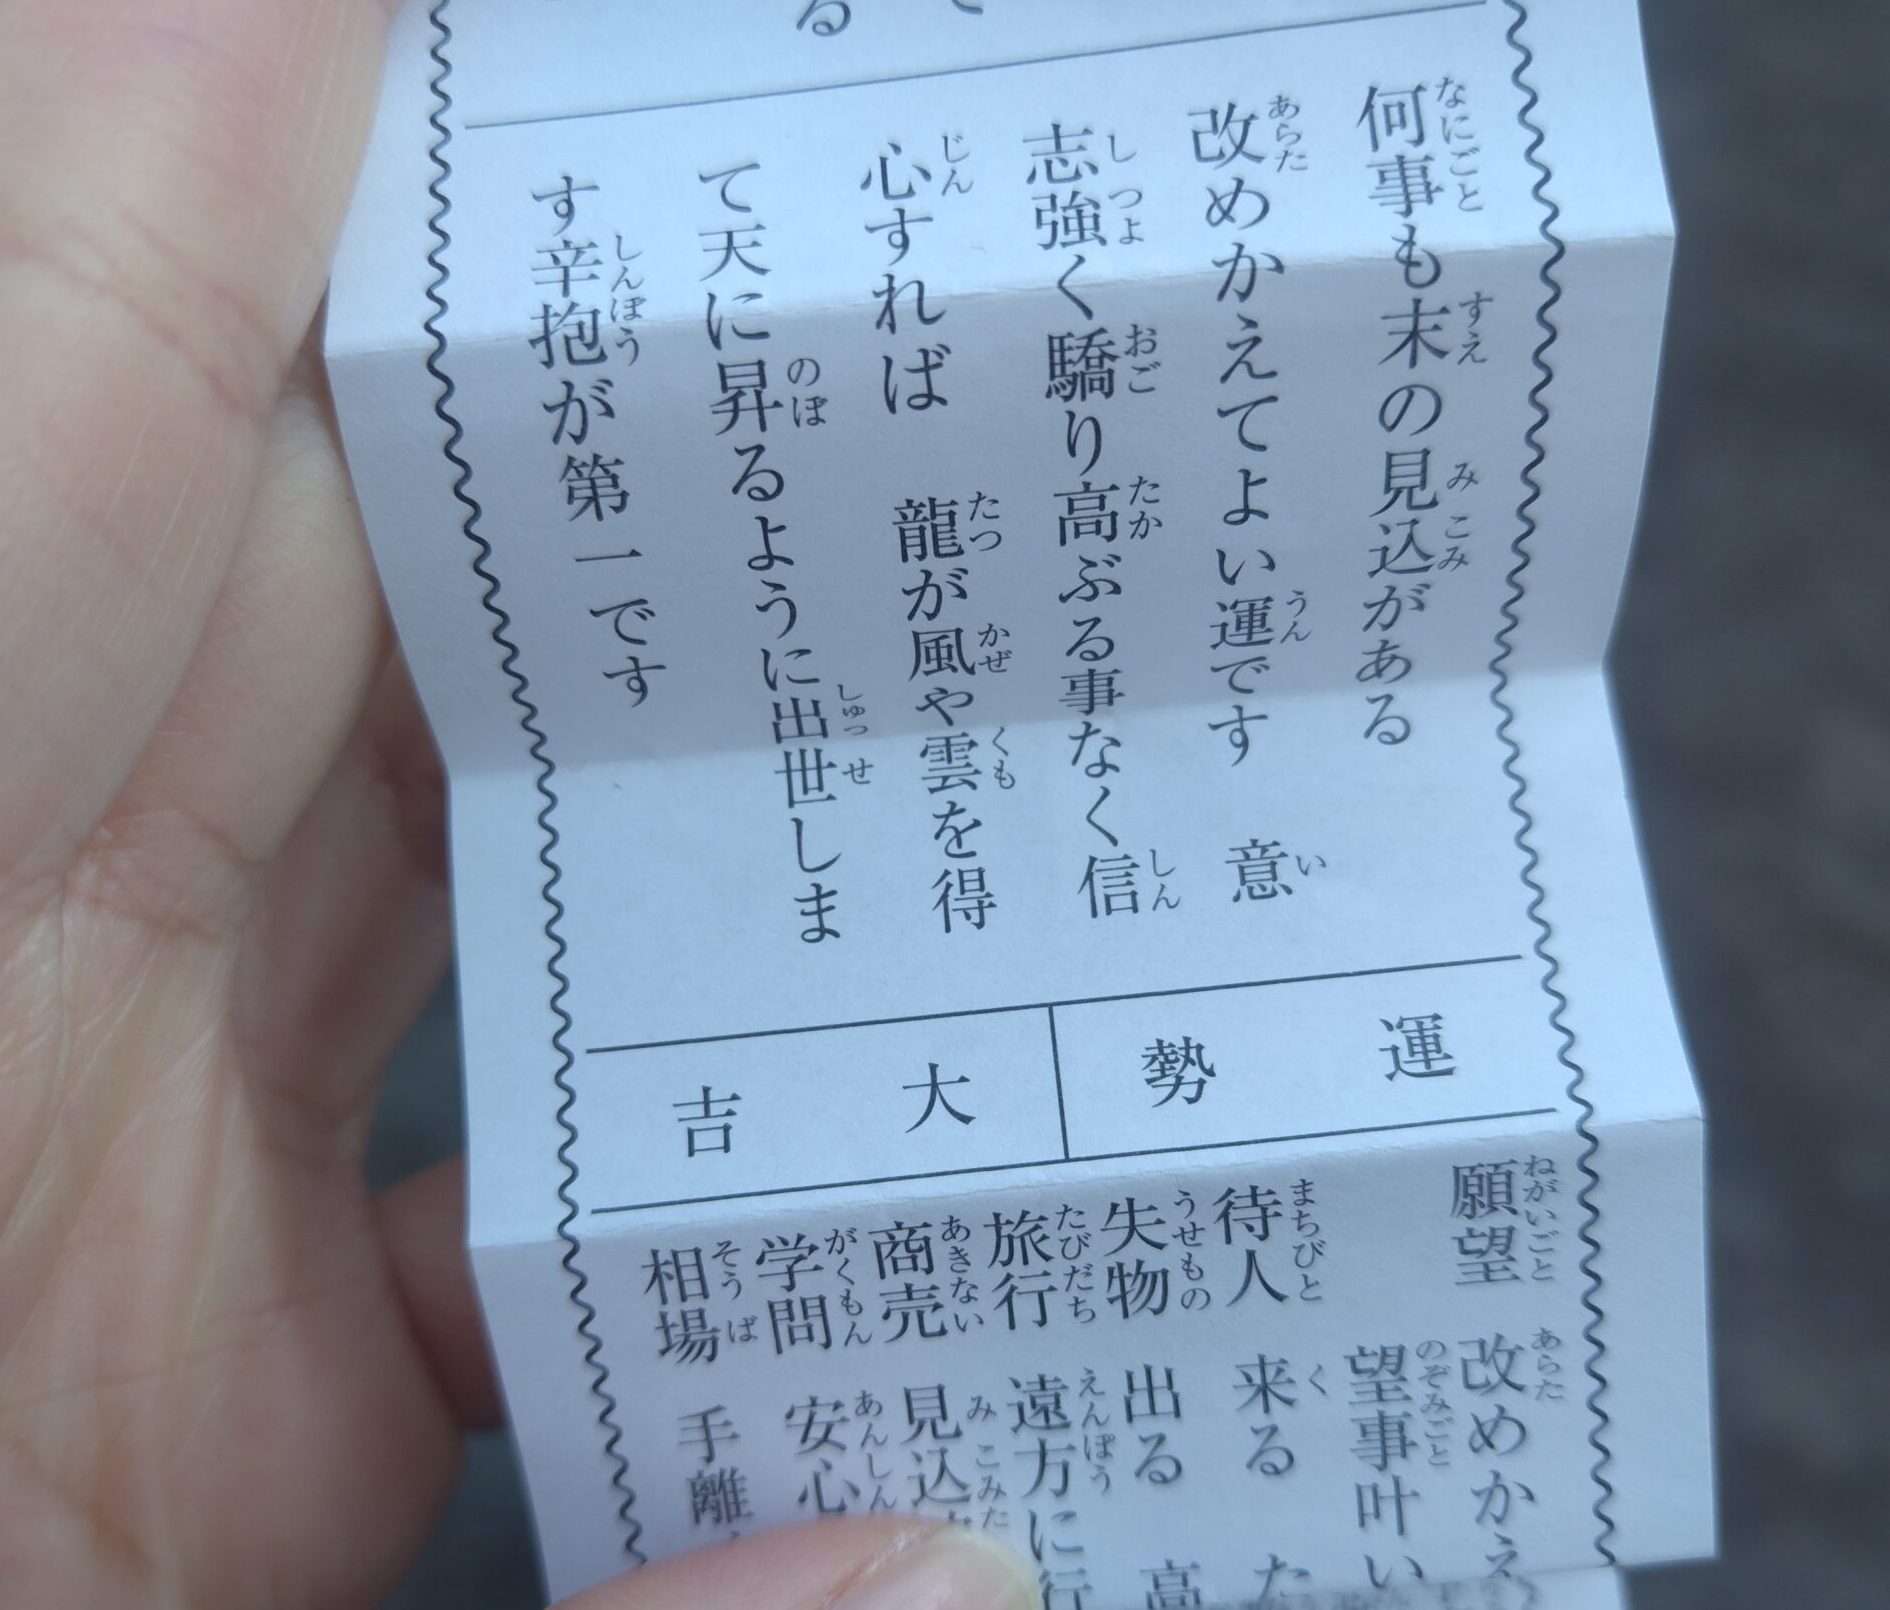 る
て
何事も末の見込がある
改めかえてよい運です 意
志強く驕り高ぶる事なく信
心すれば 龍が風や雲を得
て天に昇るように出世しま
す辛抱が第一です
運勢 大吉
願望 改めかえ
望事叶い
待人 来る た
失物 出る 高
旅行 遠方に行
商売 見込
学問 安心
相場 手離